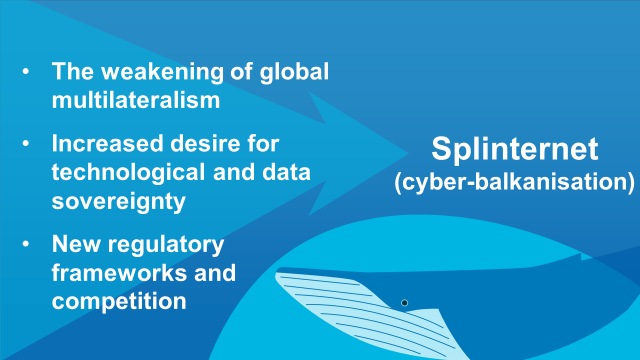 • The weakening of global
multilateralism
• Increased desire for
technological and data
sovereignty
• New regulatory
frameworks and
competition
Splinternet
(cyber-balkanisation)